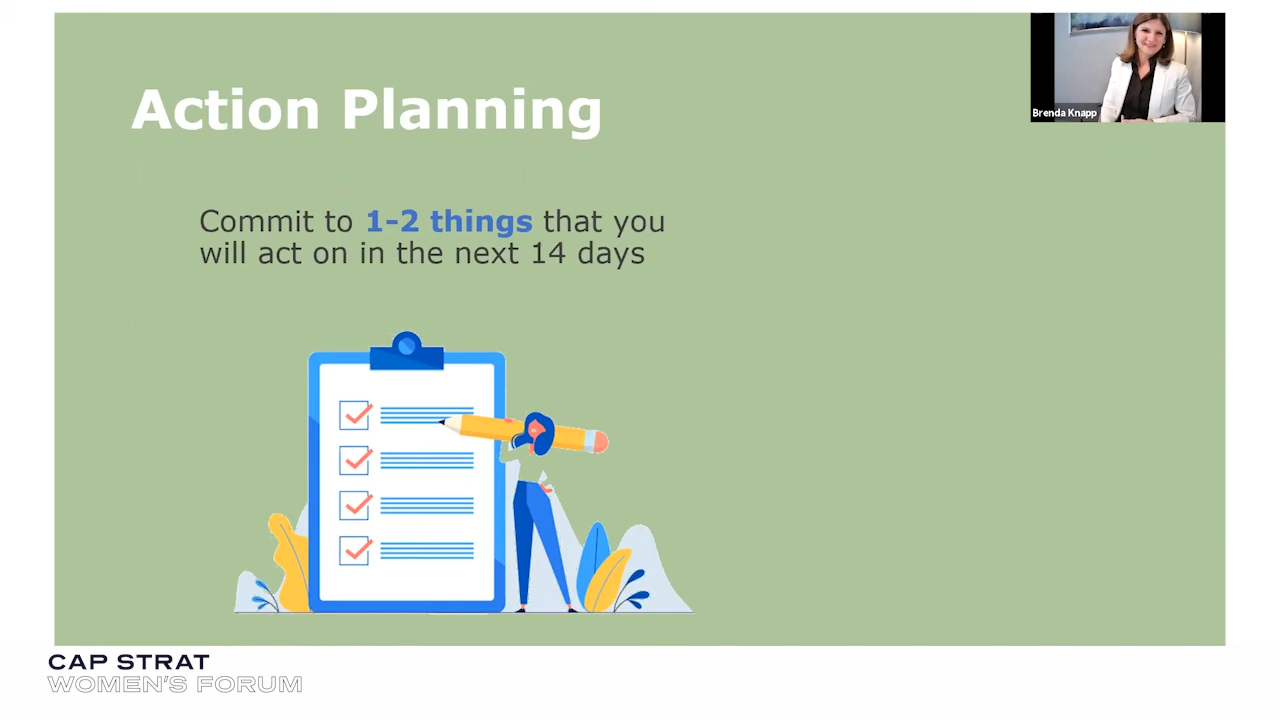 Action Planning
Brenda Knapp
Commit to 1-2 things that you
will act on in the next 14 days
CAP STRAT
WOMEN'S FORUM